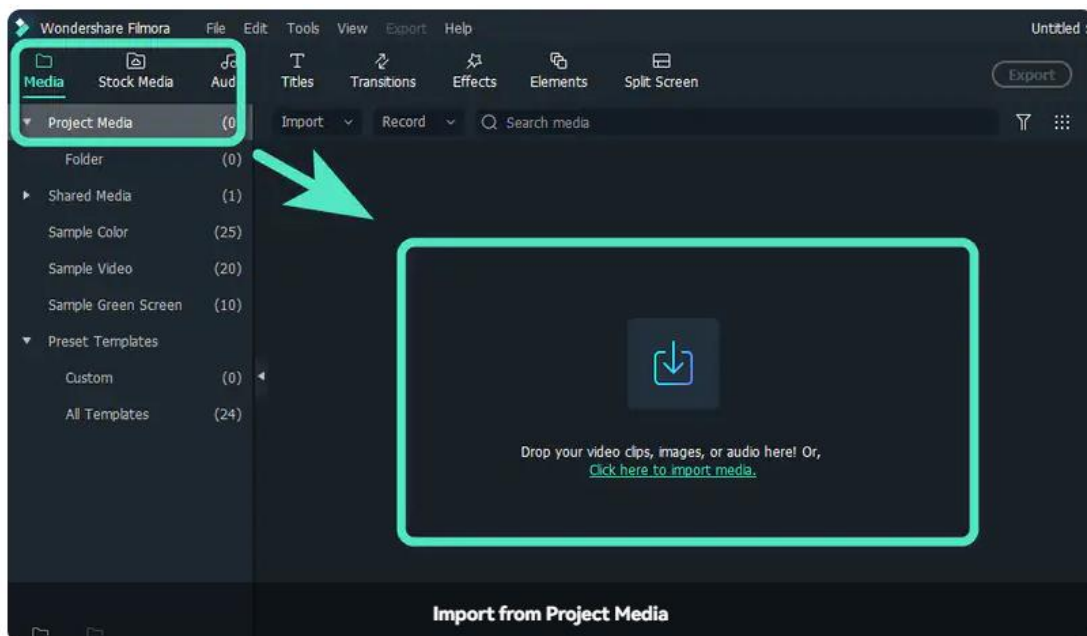 Wondershare Filmora File Edit Tools View Export Help Untitled :
Media Stock Media Aud Titles Transitions Effects Elements Split Screen Export
Project Media (0
Import Record Search media
Folder (0)
Shared Media (1)
Sample Color (25)
Sample Video (20)
Sample Green Screen (10)
Preset Templates
Custom (0)
All Templates (24)
Drop your video clips, images, or audio here! Or,
Click here to import media.
Import from Project Media